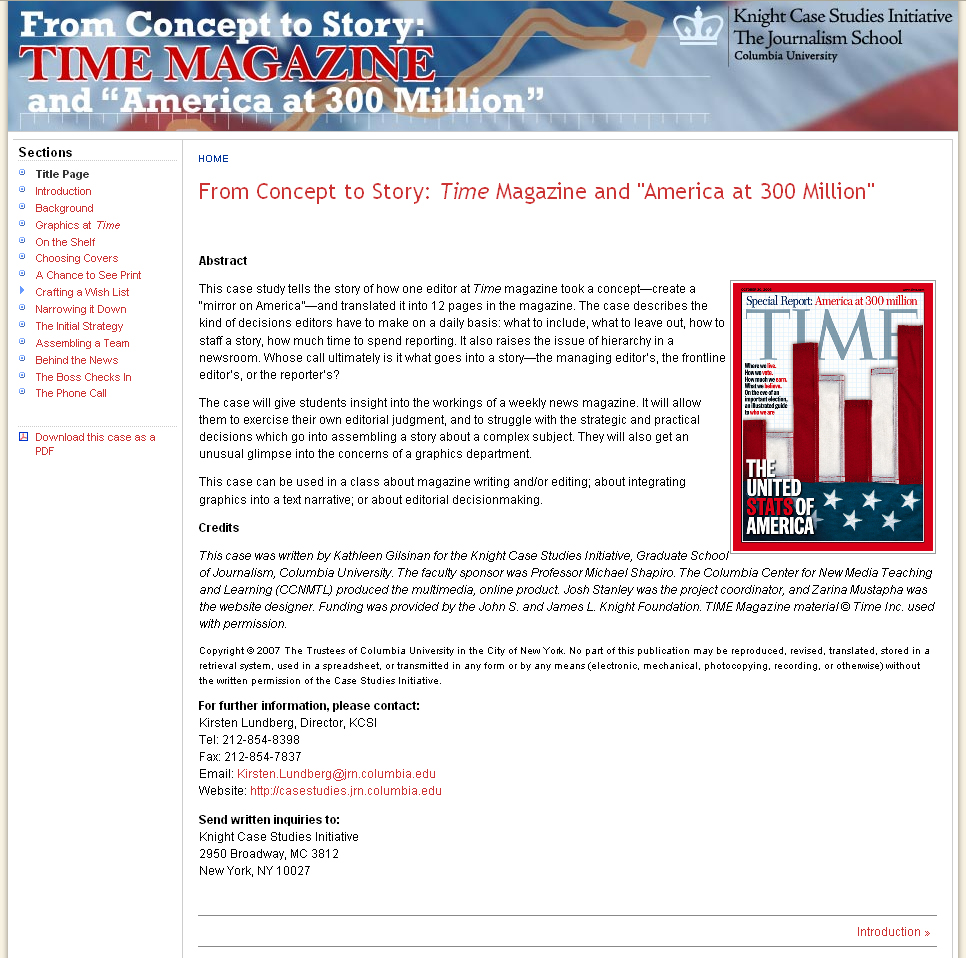 From Concept to Story:
TIME MAGAZINE
and “America at 300 Million”
Knight Case Studies Initiative
The Journalism School
Columbia University
Sections
Title Page
Introduction
Background
Graphics at Time
On the Shelf
Choosing Covers
A Chance to See Print
Crafting a Wish List
Narrowing it Down
The Initial Strategy
Assembling a Team
Behind the News
The Boss Checks In
The Phone Call
Download this case as a
PDF
HOME
From Concept to Story: Time Magazine and "America at 300 Million"
Abstract
This case study tells the story of how one editor at Time magazine took a concept—create a
"mirror on America"—and translated it into 12 pages in the magazine. The case describes the
kind of decisions editors have to make on a daily basis: what to include, what to leave out, how to
staff a story, how much time to spend reporting. It also raises the issue of hierarchy in a
newsroom. Whose call ultimately is it what goes into a story—the managing editor's, the frontline
editor's, or the reporter's?
The case will give students insight into the workings of a weekly news magazine. It will allow
them to exercise their own editorial judgment, and to struggle with the strategic and practical
decisions which go into assembling a story about a complex subject. They will also get an
unusual glimpse into the concerns of a graphics department.
This case can be used in a class about magazine writing and/or editing; about integrating
graphics into a text narrative; or about editorial decisionmaking.
Special Report: America at 300 million
TIME
Where we live.
How we vote.
How much we earn.
What we believe.
On the eve of an
important election,
an illustrated guide
to who we are
THE
UNITED
STATS OF
AMERICA
Credits
This case was written by Kathleen Gilsinan for the Knight Case Studies Initiative, Graduate School
of Journalism, Columbia University. The faculty sponsor was Professor Michael Shapiro. The Columbia Center for New Media Teaching
and Learning (CCNMTL) produced the multimedia, online product. Josh Stanley was the project coordinator, and Zarina Mustapha was
the website designer. Funding was provided by the John S. and James L. Knight Foundation. TIME Magazine material © Time Inc. used
with permission.
Copyright © 2007 The Trustees of Columbia University in the City of New York. No part of this publication may be reproduced, revised, translated, stored in a
retrieval system, used in a spreadsheet, or transmitted in any form or by any means (electronic, mechanical, photocopying, recording, or otherwise) without
the written permission of the Case Studies Initiative.
For further information, please contact:
Kirsten Lundberg, Director, KCSI
Tel: 212-854-8398
Fax: 212-854-7837
Email: Kirsten.Lundberg@jrn.columbia.edu
Website: http://casestudies.jrn.columbia.edu
Send written inquiries to:
Knight Case Studies Initiative
2950 Broadway, MC 3812
New York, NY 10027
Introduction »